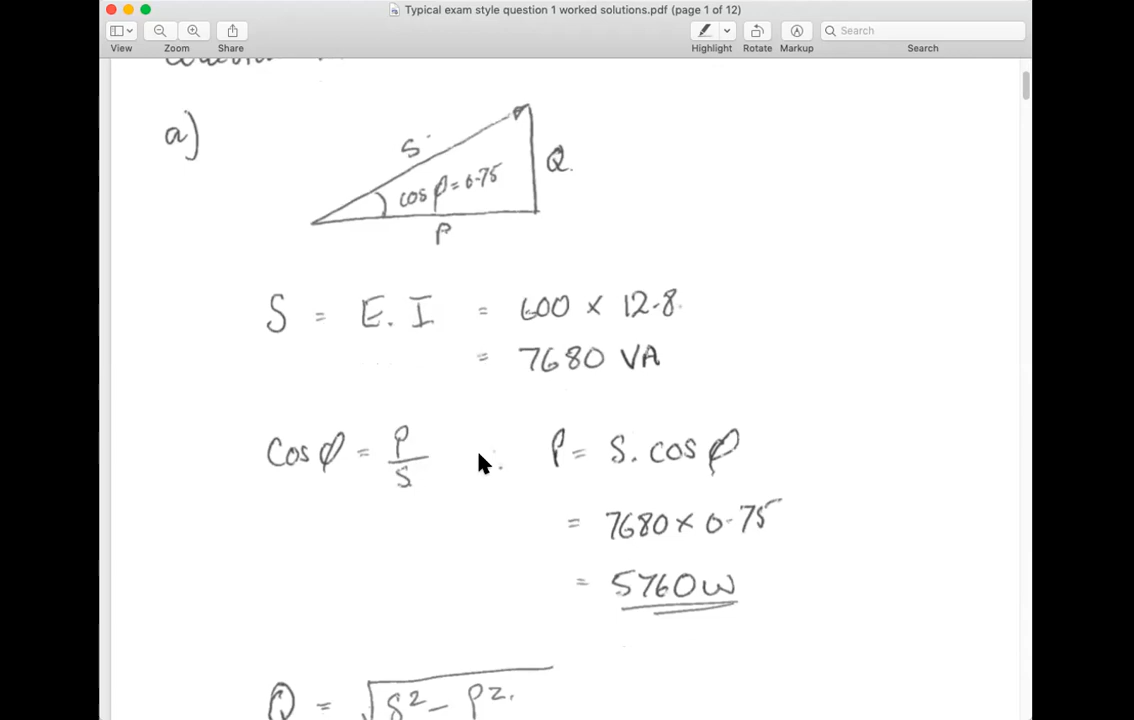 Typical exam style question 1 worked solutions.pdf (page 1 of 12)
View Zoom Share Highlight Rotate Markup Search Search
a)
S
Q.
cos φ = 0.75
P
S = E. I = 600 × 12.8
= 7680 VA
Cos φ = P/S P = S. cos φ
= 7680 × 0.75
= 5760W
Q = √S² - P².